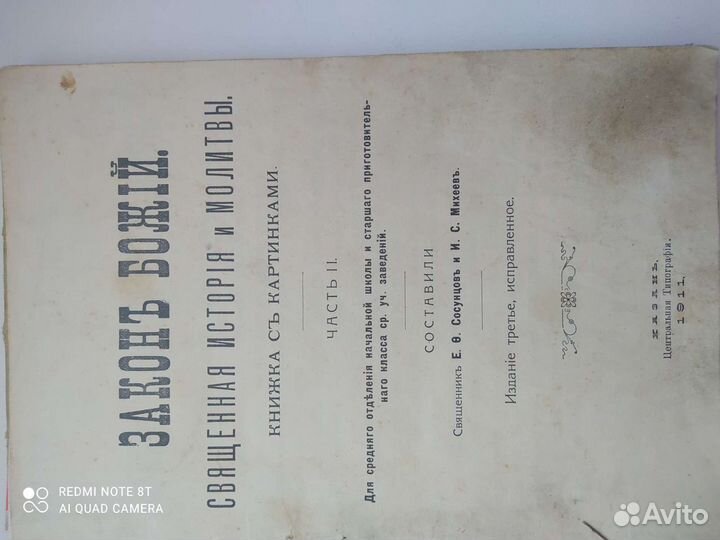 ЗАКОНЪ БОЖІЙ.
СВЯЩЕННАЯ ИСТОРІЯ и МОЛИТВЫ.
КНИЖКА СЪ КАРТИНКАМИ.
ЧАСТЬ II.
Для средняго отдѣленія начальной школы и старшаго приготовитель-
наго класса ср. уч. заведеній.
СОСТАВИЛИ
Священникъ Е. Ѳ. Сосунцовъ и И. С. Михеевъ.
Изданіе третье, исправленное.
КАЗАНЬ.
Центральная Типографія.
1911.
REDMI NOTE 8T
AI QUAD CAMERA
Avito